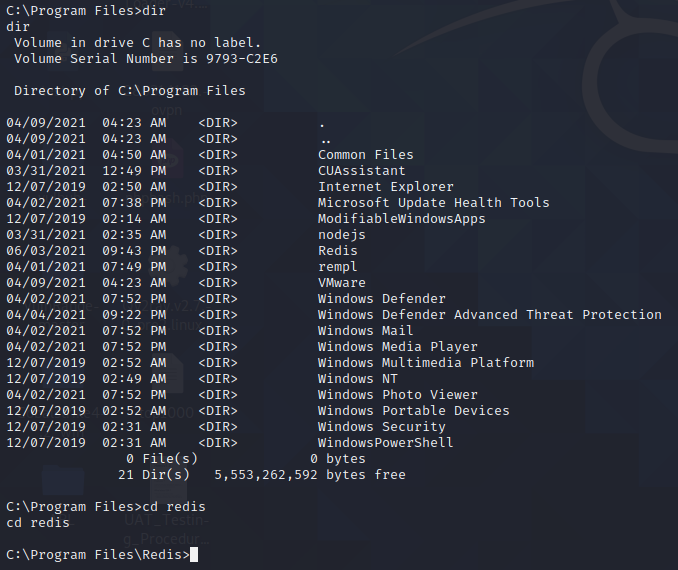 C:\Program Files>dir
dir
 Volume in drive C has no label.
 Volume Serial Number is 9793-C2E6

 Directory of C:\Program Files

04/09/2021  04:23 AM    <DIR>          .
04/09/2021  04:23 AM    <DIR>          ..
04/01/2021  04:50 AM    <DIR>          Common Files
03/31/2021  12:49 PM    <DIR>          CUAssistant
12/07/2019  02:50 AM    <DIR>          Internet Explorer
04/02/2021  07:38 PM    <DIR>          Microsoft Update Health Tools
12/07/2019  02:14 AM    <DIR>          ModifiableWindowsApps
03/31/2021  02:35 AM    <DIR>          nodejs
06/03/2021  09:43 PM    <DIR>          Redis
04/01/2021  07:49 PM    <DIR>          rempl
04/09/2021  04:23 AM    <DIR>          VMware
04/02/2021  07:52 PM    <DIR>          Windows Defender
04/04/2021  09:22 PM    <DIR>          Windows Defender Advanced Threat Protection
04/02/2021  07:52 PM    <DIR>          Windows Mail
04/02/2021  07:52 PM    <DIR>          Windows Media Player
12/07/2019  02:52 AM    <DIR>          Windows Multimedia Platform
12/07/2019  02:49 AM    <DIR>          Windows NT
04/02/2021  07:52 PM    <DIR>          Windows Photo Viewer
12/07/2019  02:52 AM    <DIR>          Windows Portable Devices
12/07/2019  02:31 AM    <DIR>          Windows Security
12/07/2019  02:31 AM    <DIR>          WindowsPowerShell
               0 File(s)              0 bytes
              21 Dir(s)   5,553,262,592 bytes free

C:\Program Files>cd redis
cd redis
UAT_Testin-
g_Procedur

C:\Program Files\Redis>